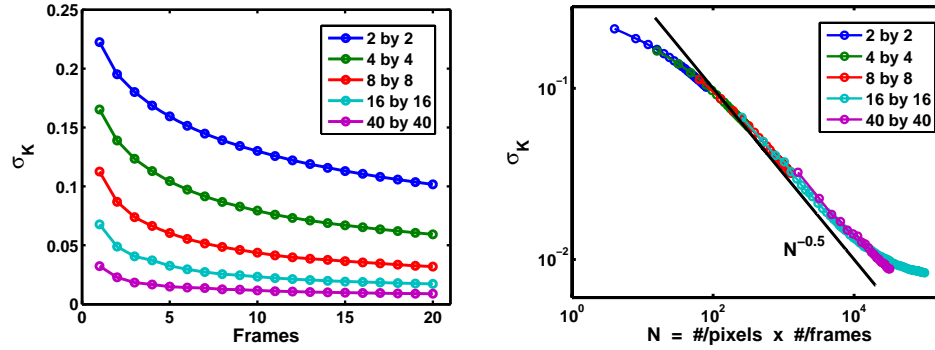 0.25
0.2
0.15
0.1
0.05
0
σK
0
5
10
15
20
Frames
2 by 2
4 by 4
8 by 8
16 by 16
40 by 40
10^-1
10^-2
σK
10^0
10^2
10^4
N = #/pixels x #/frames
2 by 2
4 by 4
8 by 8
16 by 16
40 by 40
N^-0.5